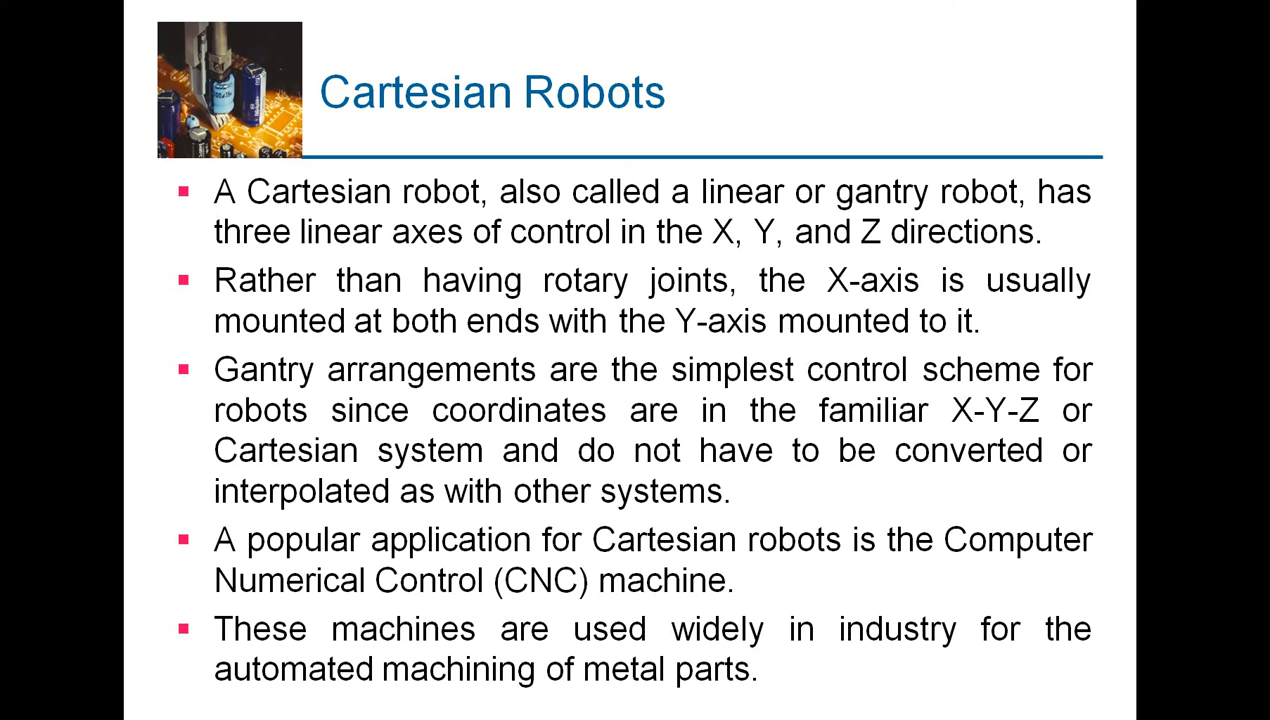 Cartesian Robots
A Cartesian robot, also called a linear or gantry robot, has
three linear axes of control in the X, Y, and Z directions.
Rather than having rotary joints, the X-axis is usually
mounted at both ends with the Y-axis mounted to it.
Gantry arrangements are the simplest control scheme for
robots since coordinates are in the familiar X-Y-Z or
Cartesian system and do not have to be converted or
interpolated as with other systems.
A popular application for Cartesian robots is the Computer
Numerical Control (CNC) machine.
These machines are used widely in industry for the
automated machining of metal parts.